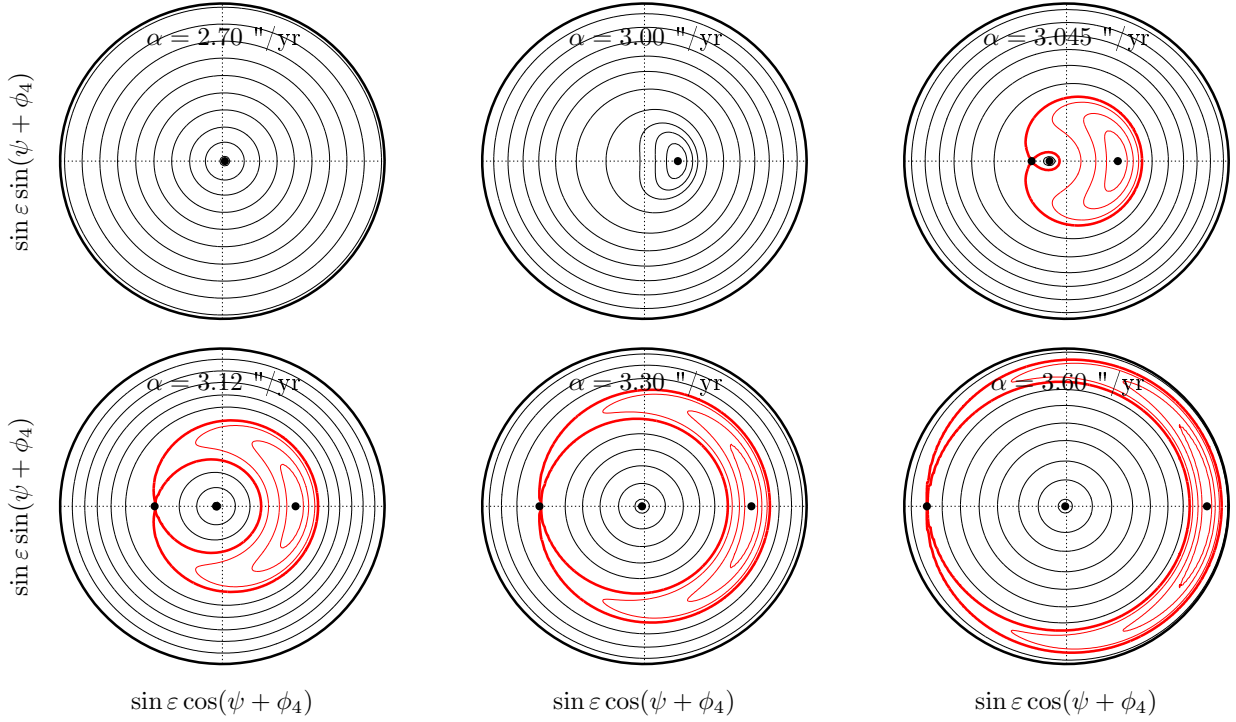 α = 2.70 "/yr
α = 3.00 "/yr
α = 3.045 "/yr
sin ε sin(ψ + ϕ₄)
α = 3.12 "/yr
α = 3.30 "/yr
α = 3.60 "/yr
sin ε sin(ψ + ϕ₄)
sin ε cos(ψ + ϕ₄)
sin ε cos(ψ + ϕ₄)
sin ε cos(ψ + ϕ₄)